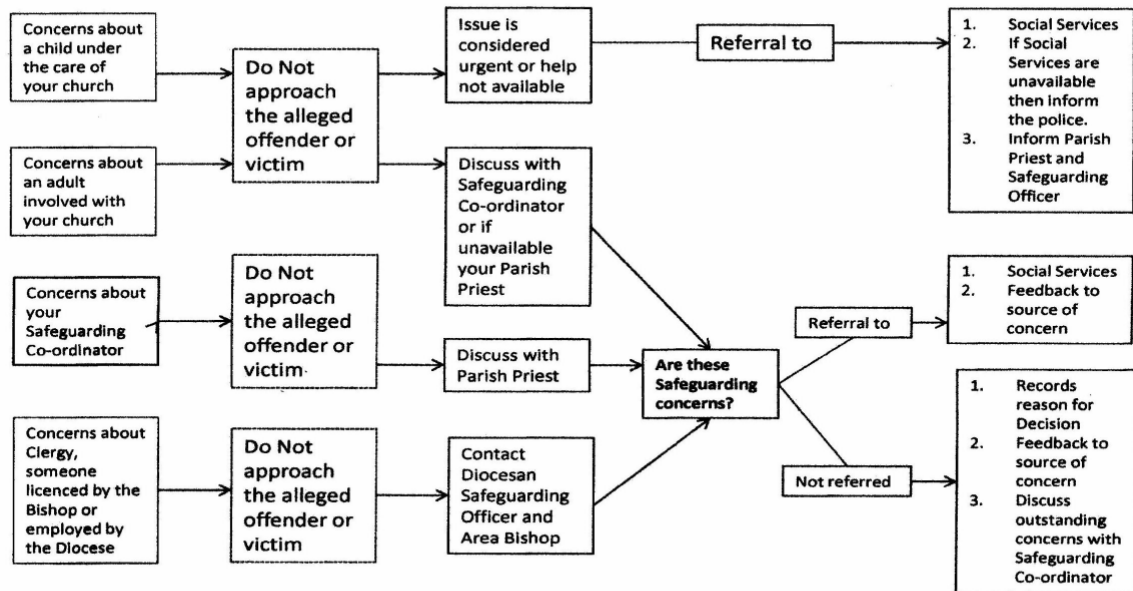 Concerns about
a child under
the care of
your church
Do Not
approach
the alleged
offender or
victim
Issue is
considered
urgent or help
not available
Referral to
1. Social Services
2. If Social
Services are
unavailable
then inform
the police.
3. Inform Parish
Priest and
Safeguarding
Officer
Concerns about
an adult
involved with
your church
Discuss with
Safeguarding
Co-ordinator
or if
unavailable
your Parish
Priest
Concerns about
your
Safeguarding
Co-ordinator
Do Not
approach
the alleged
offender or
victim
Discuss with
Parish Priest
Are these
Safeguarding
concerns?
Referral to
1. Social Services
2. Feedback to
source of
concern
Concerns about
Clergy,
someone
licenced by the
Bishop or
employed by
the Diocese
Do Not
approach
the alleged
offender or
victim
Contact
Diocesan
Safeguarding
Officer and
Area Bishop
Not referred
1. Records
reason for
Decision
2. Feedback to
source of
concern
3. Discuss
outstanding
concerns with
Safeguarding
Co-ordinator